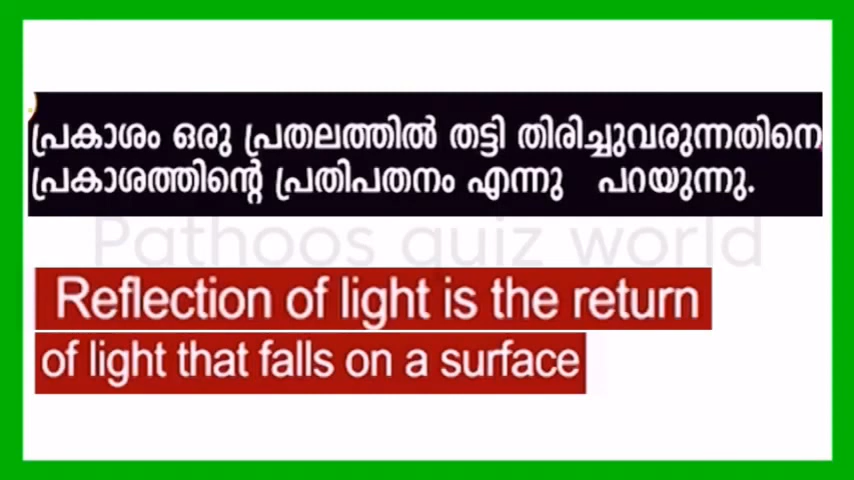 പ്രകാശം ഒരു പ്രതലത്തിൽ തട്ടി തിരിച്ചുവരുന്നതിനെ
പ്രകാശത്തിന്റെ പ്രതിപതനം എന്നു പറയുന്നു.
Pathoos quiz world
Reflection of light is the return
of light that falls on a surface